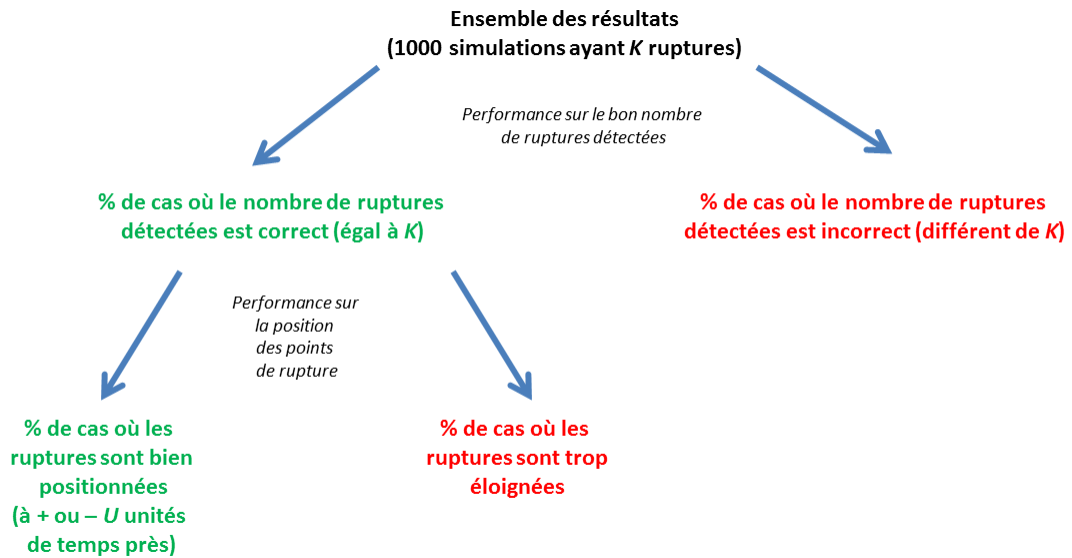 Ensemble des résultats
(1000 simulations ayant K ruptures)
Performance sur le bon nombre
de ruptures détectées
% de cas où le nombre de ruptures
détectées est correct (égal à K)
% de cas où le nombre de ruptures
détectées est incorrect (différent de K)
Performance sur
la position
des points
de rupture
% de cas où les
ruptures sont bien
positionnées
(à + ou – U unités
de temps près)
% de cas où les
ruptures sont trop
éloignées